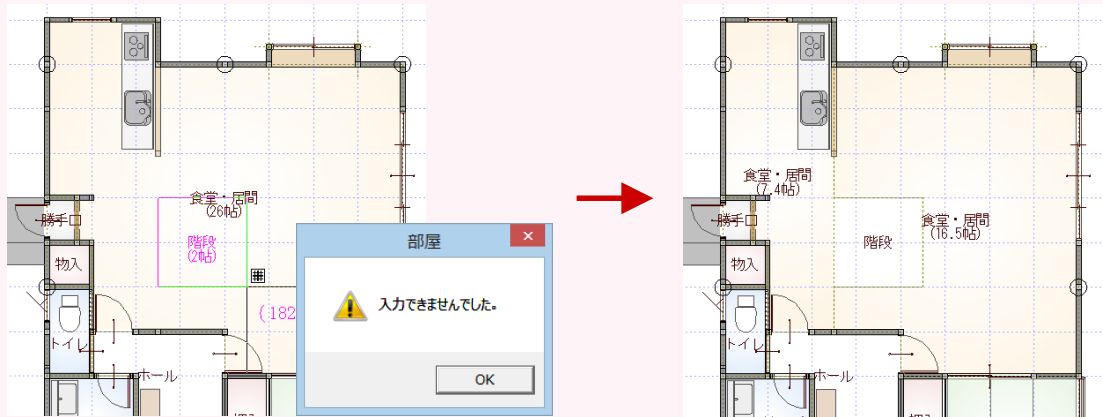 食堂・居間
(26帖)
勝手口
階段
(2帖)
物入
(182
トイレ
ホール
部屋
入力できませんでした。
OK
食堂・居間
(7.4帖)
勝手口
食堂・居間
(16.5帖)
階段
物入
トイレ
ホール